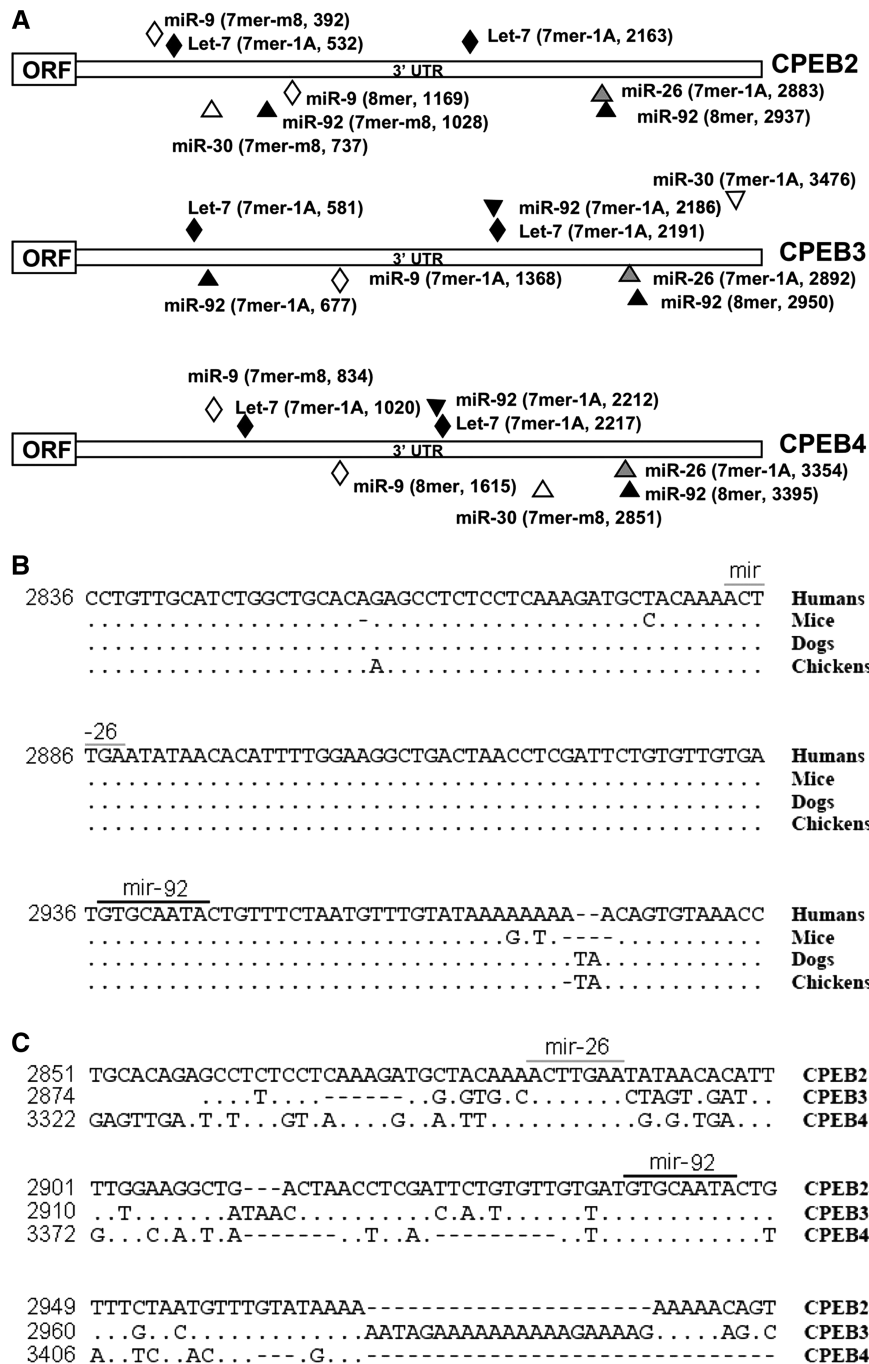 A
miR-9 (7mer-m8, 392)
Let-7 (7mer-1A, 532)
Let-7 (7mer-1A, 2163)
ORF
3' UTR
CPEB2
miR-9 (8mer, 1169)
miR-26 (7mer-1A, 2883)
miR-92 (7mer-m8, 1028)
miR-92 (8mer, 2937)
miR-30 (7mer-m8, 737)
miR-30 (7mer-1A, 3476)
Let-7 (7mer-1A, 581)
miR-92 (7mer-1A, 2186)
Let-7 (7mer-1A, 2191)
ORF
3' UTR
CPEB3
miR-9 (7mer-1A, 1368)
miR-26 (7mer-1A, 2892)
miR-92 (7mer-1A, 677)
miR-92 (8mer, 2950)
miR-9 (7mer-m8, 834)
Let-7 (7mer-1A, 1020)
miR-92 (7mer-1A, 2212)
Let-7 (7mer-1A, 2217)
ORF
3' UTR
CPEB4
miR-9 (8mer, 1615)
miR-26 (7mer-1A, 3354)
miR-92 (8mer, 3395)
miR-30 (7mer-m8, 2851)
B
mir
2836 CCTGTTGCATCTGGCTGCACAGAGCCTCTCCTCAAAGATGCTACAAAACT Humans
....................-....................C........ Mice
.................................................. Dogs
.....................A............................ Chickens
-26
2886 TGAATATAACACATTTTGGAAGGCTGACTAACCTCGATTCTGTGTTGTGA Humans
.................................................. Mice
.................................................. Dogs
.................................................. Chickens
mir-92
2936 TGTGCAATACTGTTTCTAATGTTTGTATAAAAAAAA--ACAGTGTAAACC Humans
...............................G.T.----........... Mice
....................................TA............ Dogs
...................................-TA............ Chickens
C
mir-26
2851 TGCACAGAGCCTCTCCTCAAAGATGCTACAAAACTTGAATATAACACATT CPEB2
2874 ....T....------..G.GTG.C.......CTAGT.GAT.. CPEB3
3322 GAGTTGA.T.T...GT.A....G..A.TT...........G.G.TGA... CPEB4
mir-92
2901 TTGGAAGGCTG---ACTAACCTCGATTCTGTGTTGTGATGTGCAATACTG CPEB2
2910 ..T.......ATAAC..........C.A.T......T............. CPEB3
3372 G...C.A.T.A-------..T..A.---------..T............T CPEB4
2949 TTTCTAATGTTTGTATAAAA---------------------AAAAACAGT CPEB2
2960 ...G..C.............AATAGAAAAAAAAAAGAAAAG.....AG.C CPEB3
3406 A..TC..AC...---.G...---------------------......... CPEB4